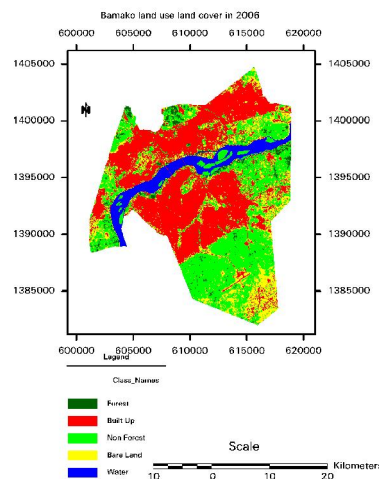 Bamako land use land cover in 2006
600000 605000 610000 615000 620000
1405000 1405000
1400000 1400000
1395000 1395000
1390000 1390000
1385000 1385000
N
600000 605000 610000 615000 620000
Legand
Class_Names
Forest
Built Up
Non Forest
Bare Land
Water
Scale
Kilometers
10 0 10 20